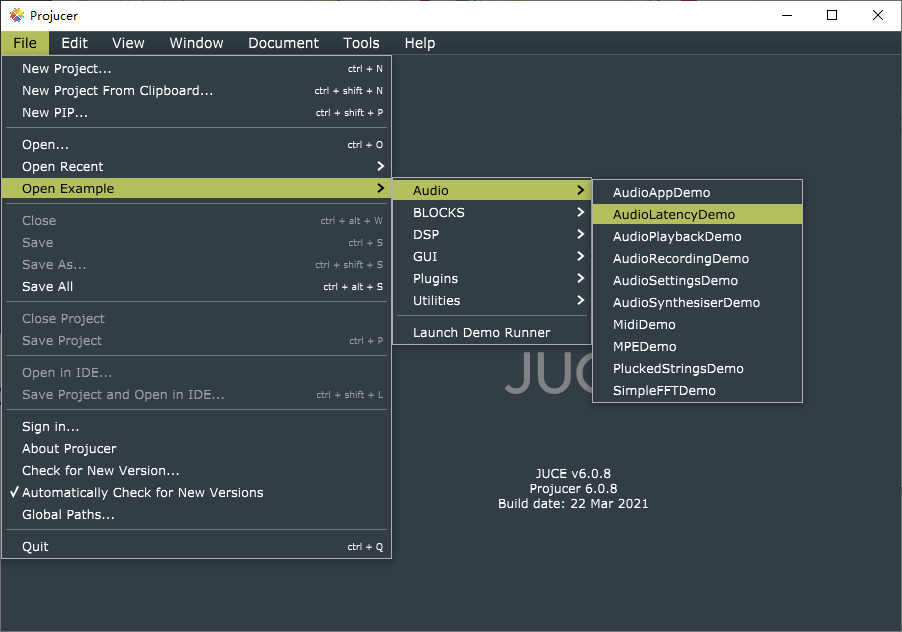 Projucer
File Edit View Window Document Tools Help
New Project... ctrl + N
New Project From Clipboard... ctrl + shift + N
New PIP... ctrl + shift + P
Open... ctrl + O
Open Recent
Open Example
Close ctrl + alt + W
Save ctrl + S
Save As... ctrl + shift + S
Save All ctrl + alt + S
Close Project
Save Project ctrl + P
Open in IDE...
Save Project and Open in IDE... ctrl + shift + L
Sign in...
About Projucer
Check for New Version...
✓ Automatically Check for New Versions
Global Paths...
Quit ctrl + Q
Audio
BLOCKS
DSP
GUI
Plugins
Utilities
Launch Demo Runner
AudioAppDemo
AudioLatencyDemo
AudioPlaybackDemo
AudioRecordingDemo
AudioSettingsDemo
AudioSynthesiserDemo
MidiDemo
MPEDemo
PluckedStringsDemo
SimpleFFTDemo
JUC
JUCE v6.0.8
Projucer 6.0.8
Build date: 22 Mar 2021